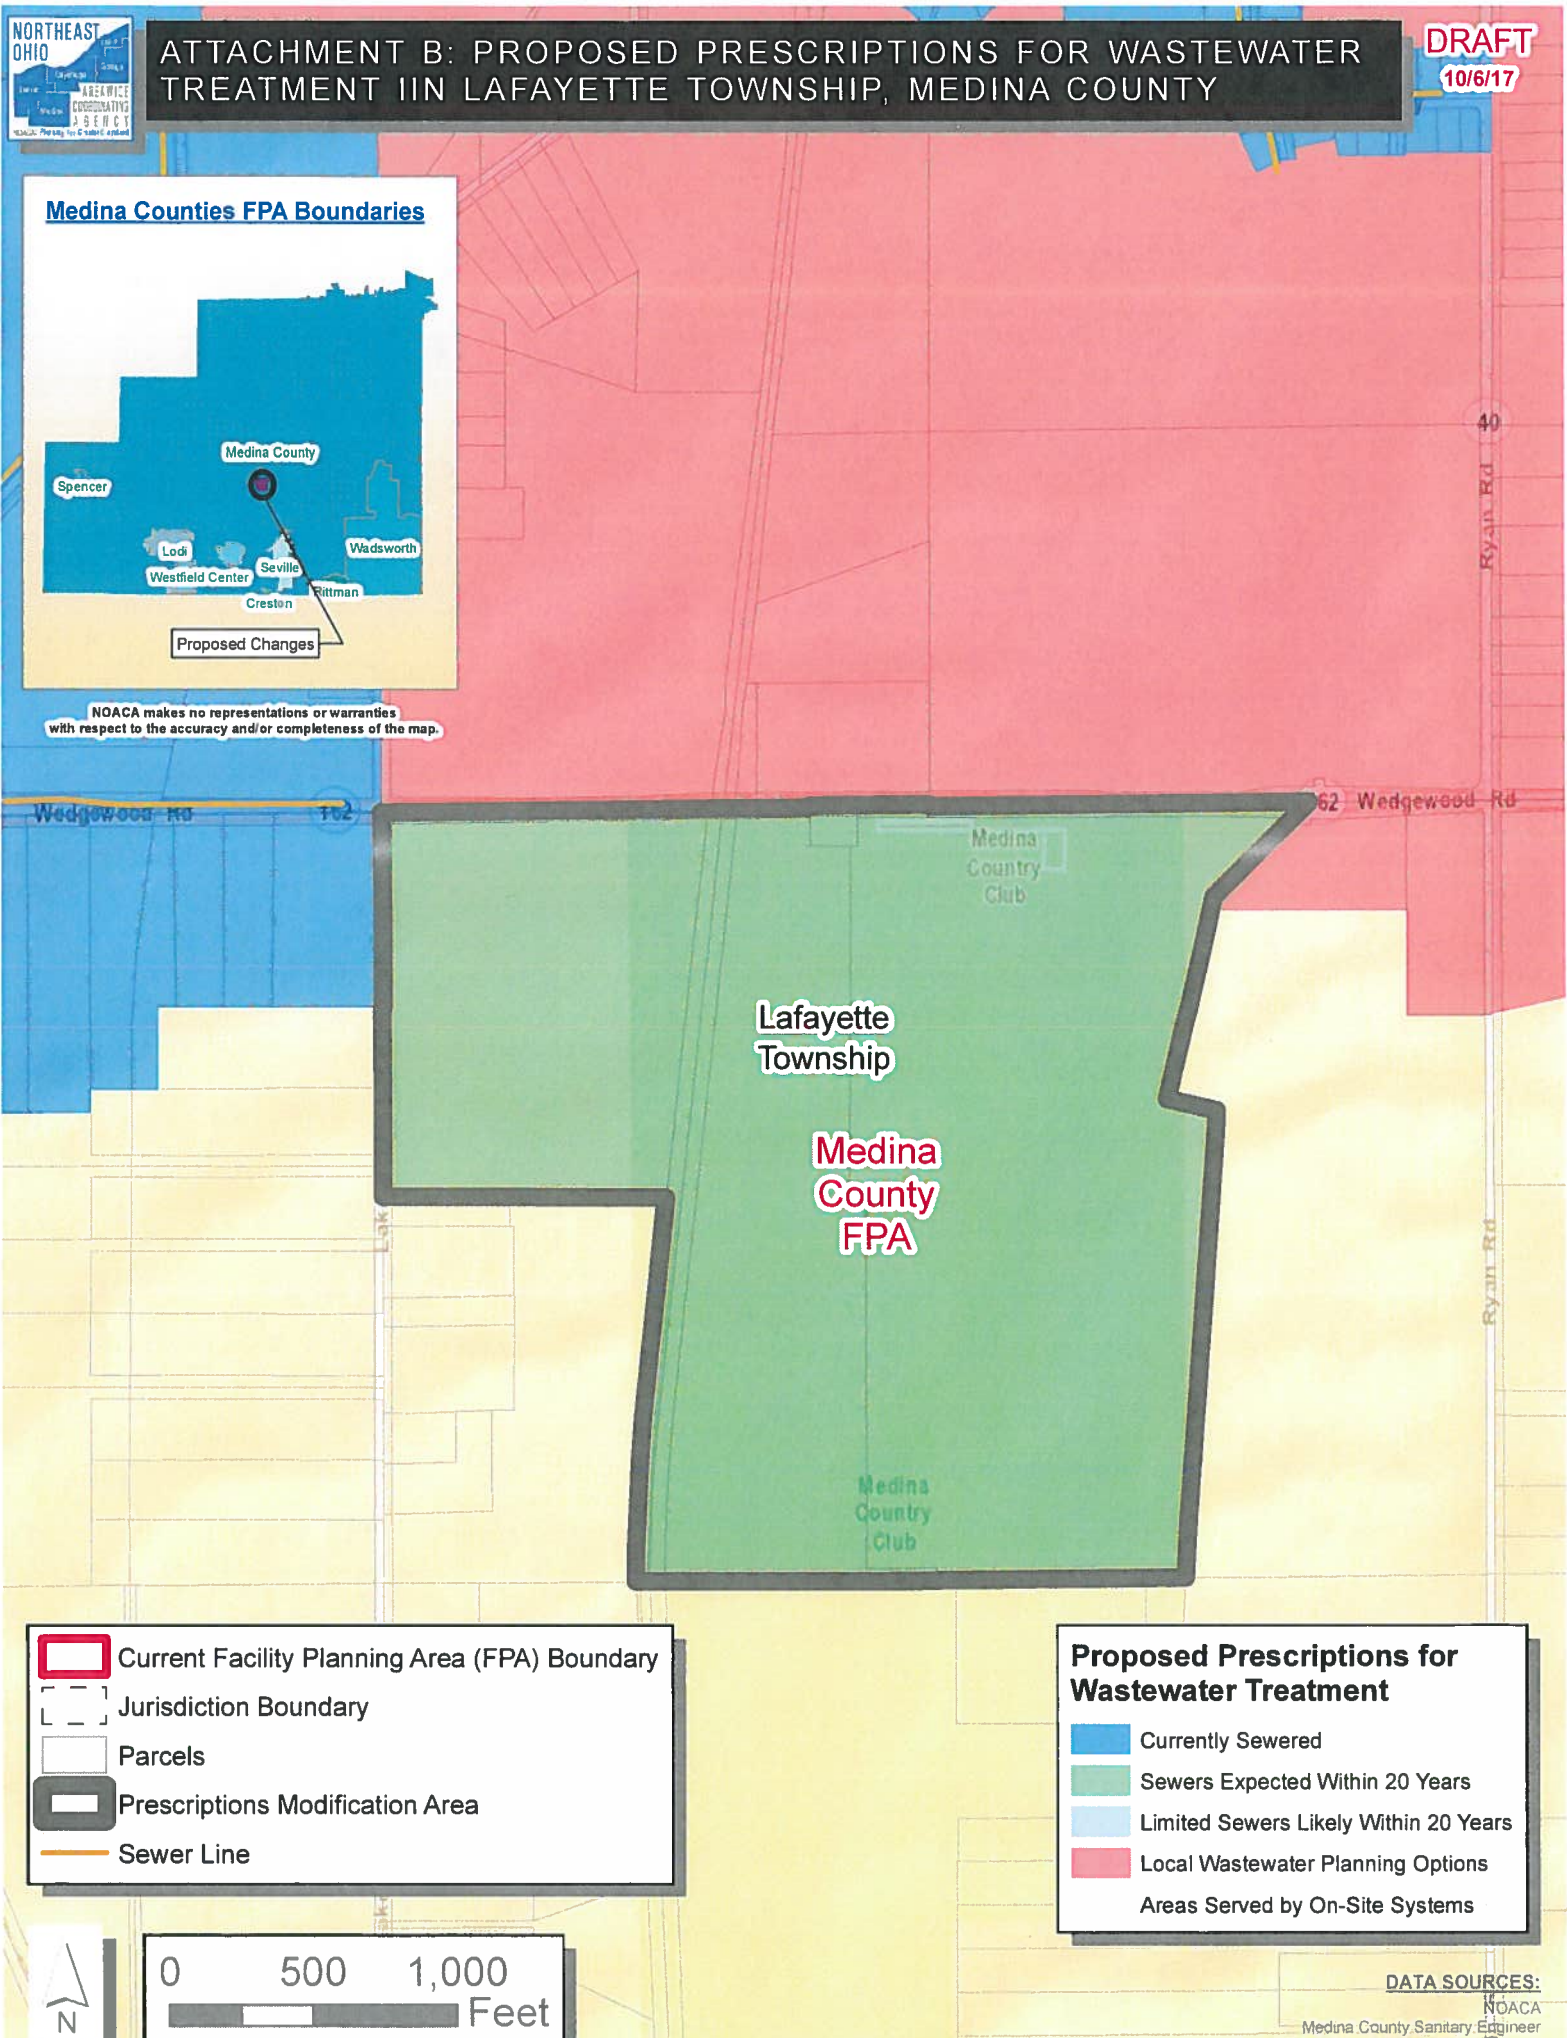 NORTHEAST
OHIO
AREAWIDE
COORDINATING
AGENCY
ATTACHMENT B: PROPOSED PRESCRIPTIONS FOR WASTEWATER
TREATMENT IIN LAFAYETTE TOWNSHIP, MEDINA COUNTY
DRAFT
10/6/17
Medina Counties FPA Boundaries
Medina County
Spencer
Lodi
Wadsworth
Westfield Center
Seville
Rittman
Creston
Proposed Changes
NOACA makes no representations or warranties
with respect to the accuracy and/or completeness of the map.
40
Ryan Rd
Wedgewood Rd
162
62 Wedgewood Rd
Medina
Country
Club
Lafayette
Township
Medina
County
FPA
Lak
Ryan Rd
Medina
Country
Club
Current Facility Planning Area (FPA) Boundary
Jurisdiction Boundary
Parcels
Prescriptions Modification Area
Sewer Line
Proposed Prescriptions for
Wastewater Treatment
Currently Sewered
Sewers Expected Within 20 Years
Limited Sewers Likely Within 20 Years
Local Wastewater Planning Options
Areas Served by On-Site Systems
N
0 500 1,000
Feet
DATA SOURCES:
NOACA
Medina County Sanitary Engineer